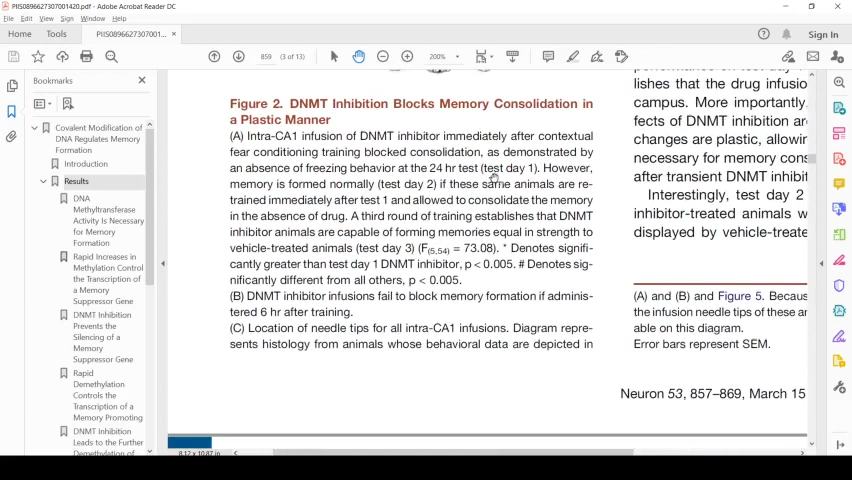 PIIS0896627307001420.pdf - Adobe Acrobat Reader DC
File Edit View Sign Window Help
Home Tools PIIS0896627307001... × Sign In
859 (3 of 13) 200%
Bookmarks
Covalent Modification of
DNA Regulates Memory
Formation
Introduction
Results
DNA
Methyltransferase
Activity Is Necessary
for Memory
Formation
Rapid Increases in
Methylation Control
the Transcription of
a Memory
Suppressor Gene
DNMT Inhibition
Prevents the
Silencing of a
Memory
Suppressor Gene
Rapid
Demethylation
Controls the
Transcription of a
Memory Promoting
DNMT Inhibition
Leads to the Further
Demethylation of
Figure 2. DNMT Inhibition Blocks Memory Consolidation in
a Plastic Manner
(A) Intra-CA1 infusion of DNMT inhibitor immediately after contextual
fear conditioning training blocked consolidation, as demonstrated by
an absence of freezing behavior at the 24 hr test (test day 1). However,
memory is formed normally (test day 2) if these same animals are re-
trained immediately after test 1 and allowed to consolidate the memory
in the absence of drug. A third round of training establishes that DNMT
inhibitor animals are capable of forming memories equal in strength to
vehicle-treated animals (test day 3) (F(5,54) = 73.08). * Denotes signifi-
cantly greater than test day 1 DNMT inhibitor, p < 0.005. # Denotes sig-
nificantly different from all others, p < 0.005.
(B) DNMT inhibitor infusions fail to block memory formation if adminis-
tered 6 hr after training.
(C) Location of needle tips for all intra-CA1 infusions. Diagram repre-
sents histology from animals whose behavioral data are depicted in
lishes that the drug infusio
campus. More importantly,
fects of DNMT inhibition are
changes are plastic, allowin
necessary for memory cons
after transient DNMT inhibit
Interestingly, test day 2
inhibitor-treated animals w
displayed by vehicle-treate
(A) and (B) and Figure 5. Becaus
the infusion needle tips of these ar
able on this diagram.
Error bars represent SEM.
Neuron 53, 857–869, March 15
8.12 x 10.87 in